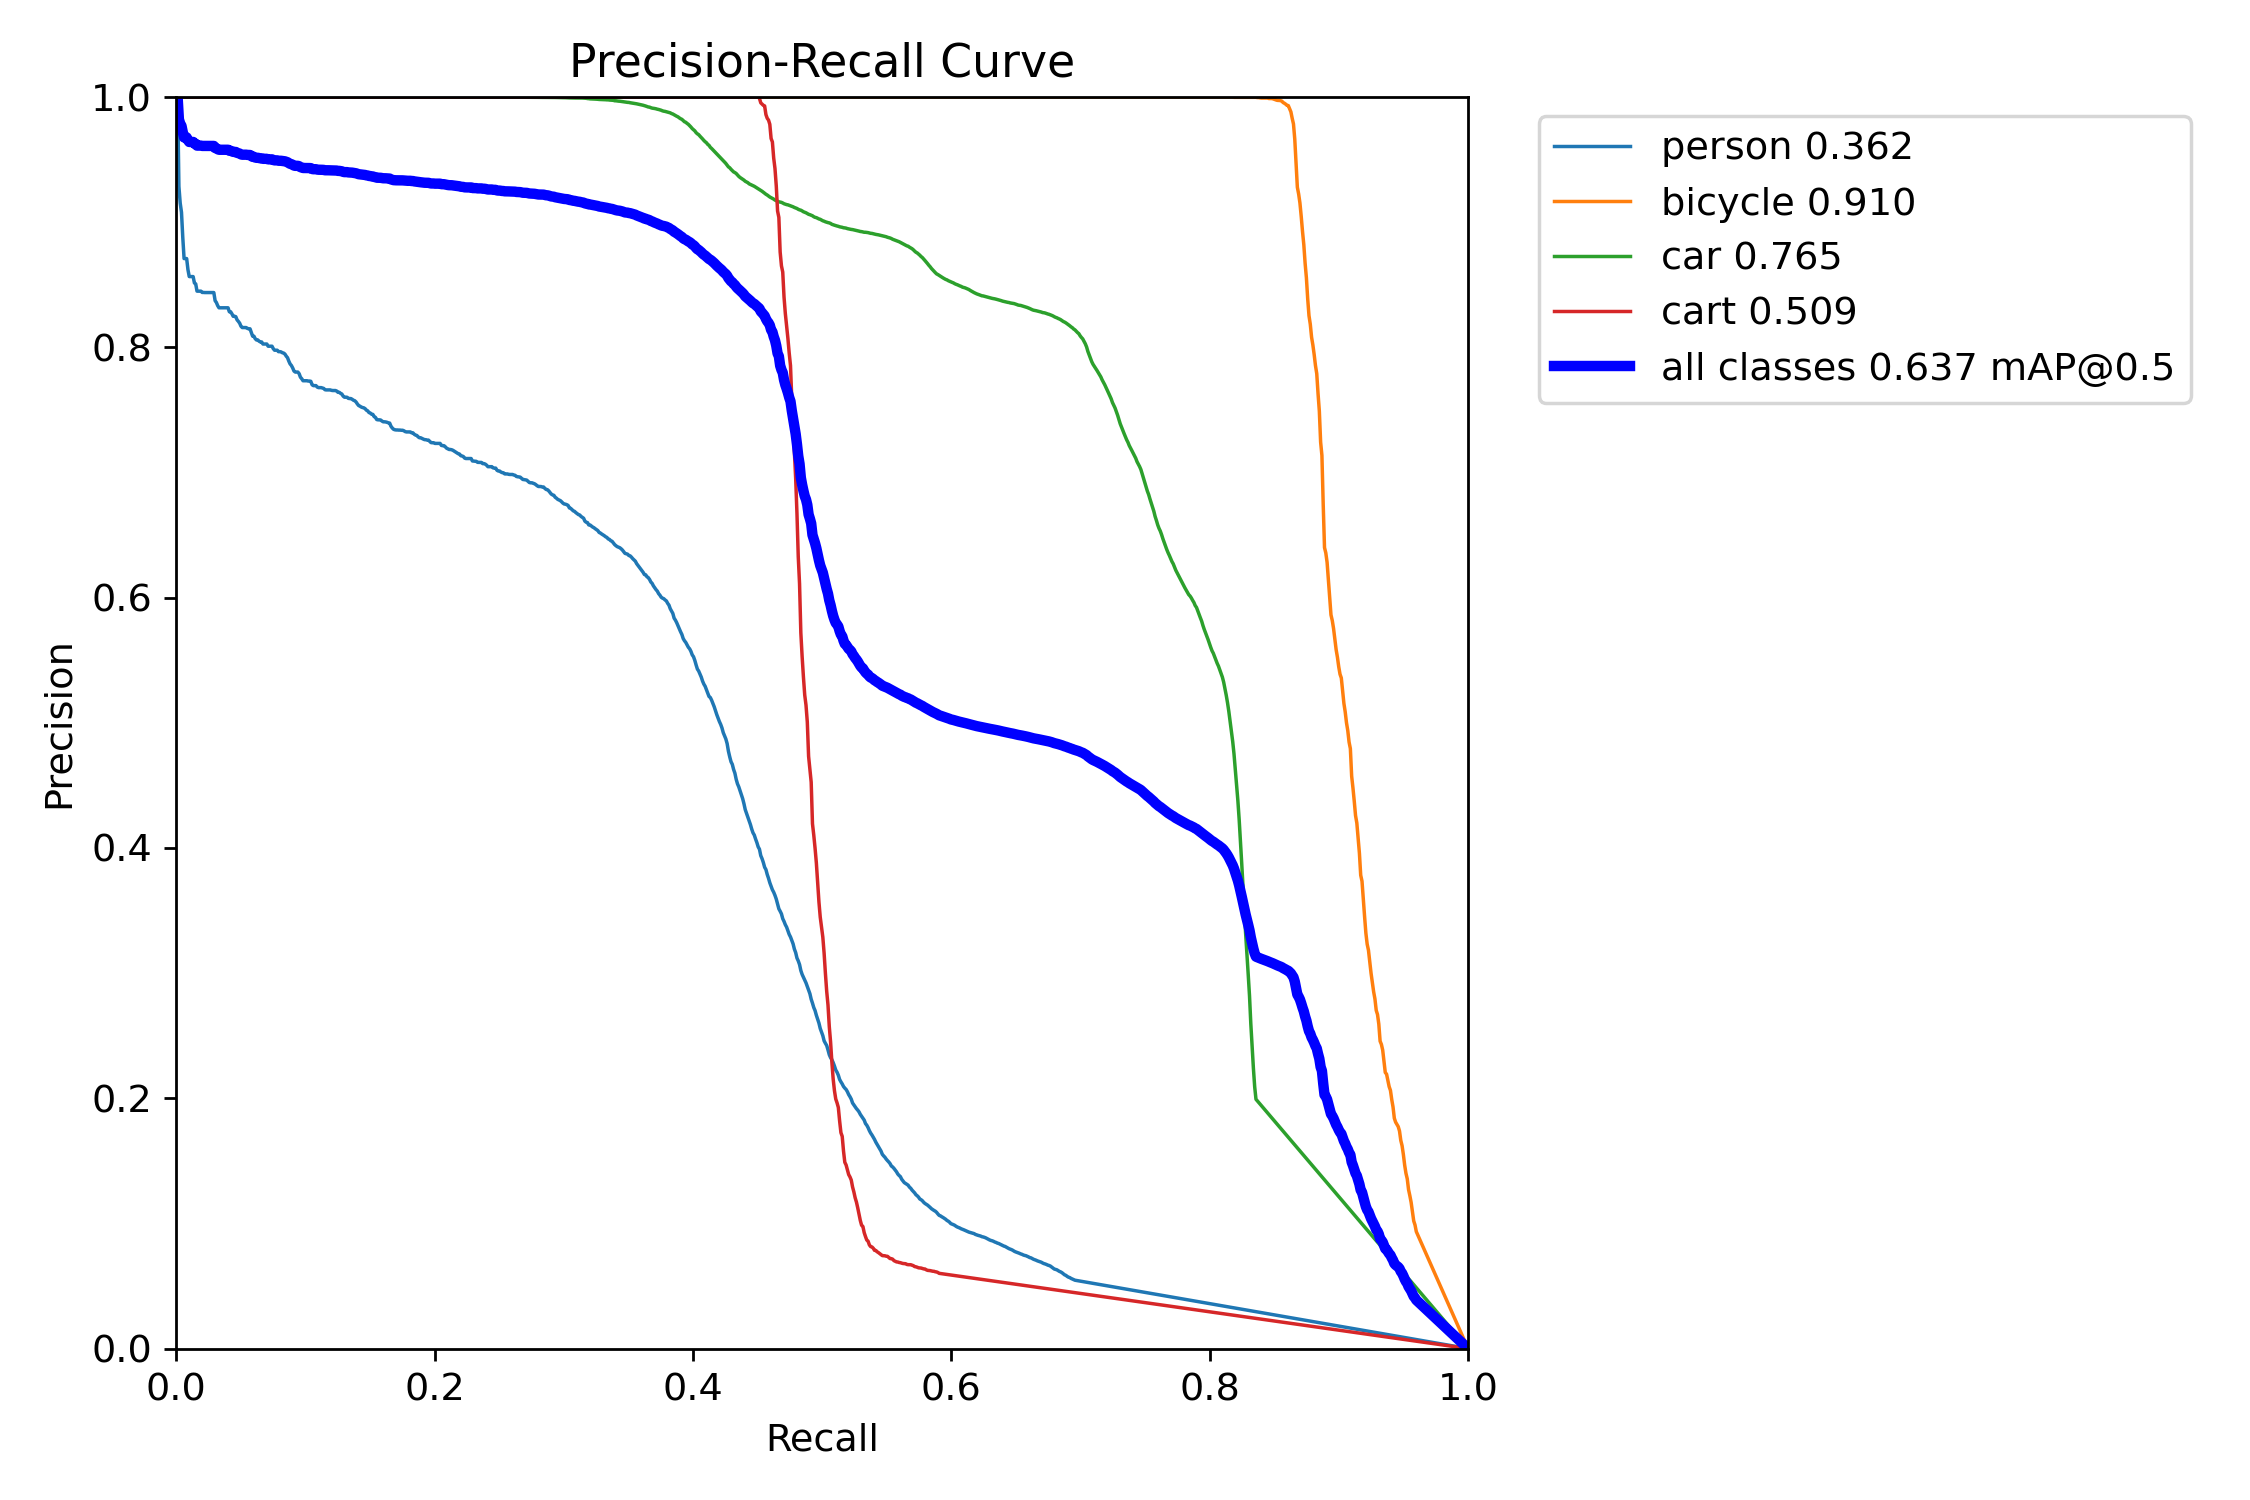 Precision-Recall Curve
1.0
0.8
0.6
0.4
0.2
0.0
Precision
0.0 0.2 0.4 0.6 0.8 1.0
Recall
person 0.362
bicycle 0.910
car 0.765
cart 0.509
all classes 0.637 mAP@0.5